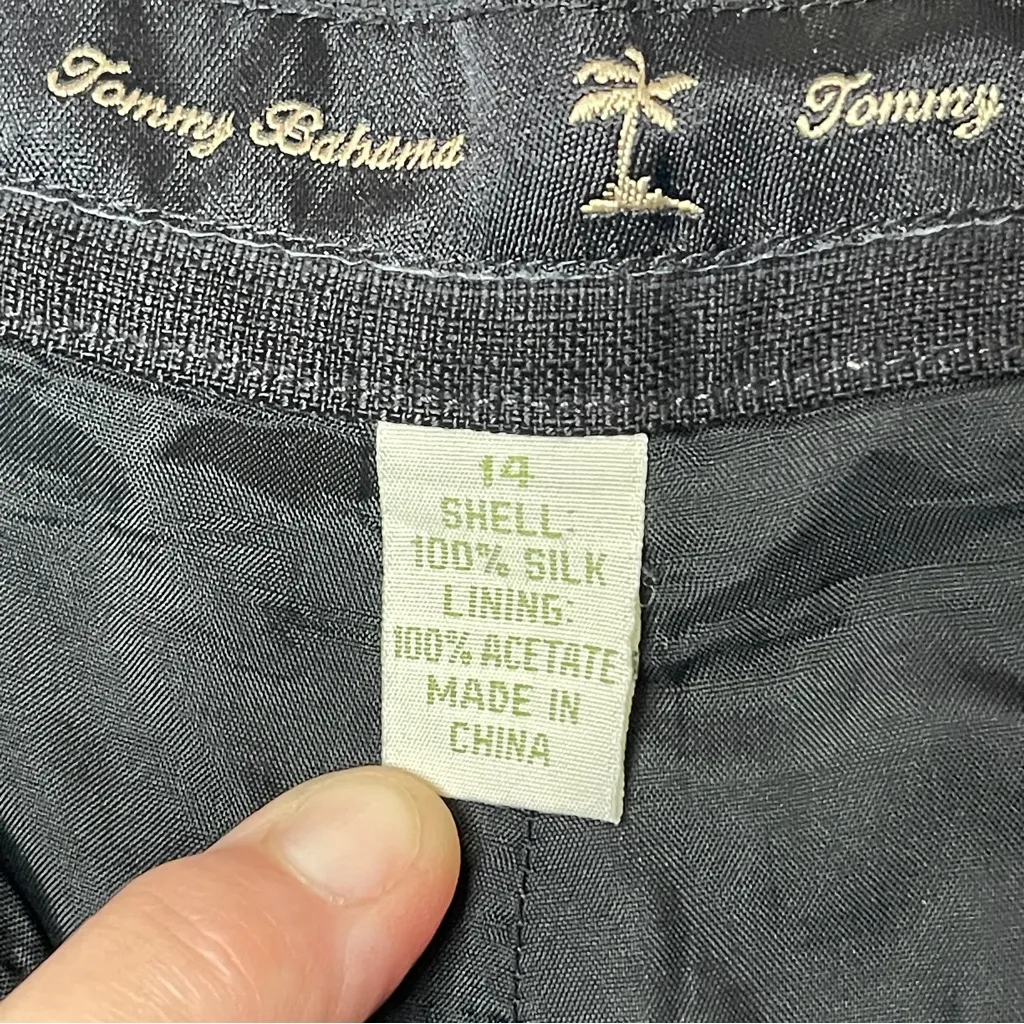 Tommy Bahama Tommy
14
SHELL:
100% SILK
LINING:
100% ACETATE
MADE IN
CHINA